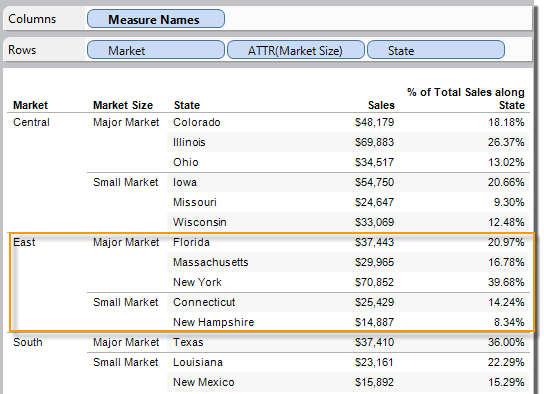 Columns Measure Names
Rows Market ATTR(Market Size) State
% of Total Sales along
Market Market Size State Sales State
Central Major Market Colorado $48,179 18.18%
Illinois $69,883 26.37%
Ohio $34,517 13.02%
Small Market Iowa $54,750 20.66%
Missouri $24,647 9.30%
Wisconsin $33,069 12.48%
East Major Market Florida $37,443 20.97%
Massachusetts $29,965 16.78%
New York $70,852 39.68%
Small Market Connecticut $25,429 14.24%
New Hampshire $14,887 8.34%
South Major Market Texas $37,410 36.00%
Small Market Louisiana $23,161 22.29%
New Mexico $15,892 15.29%